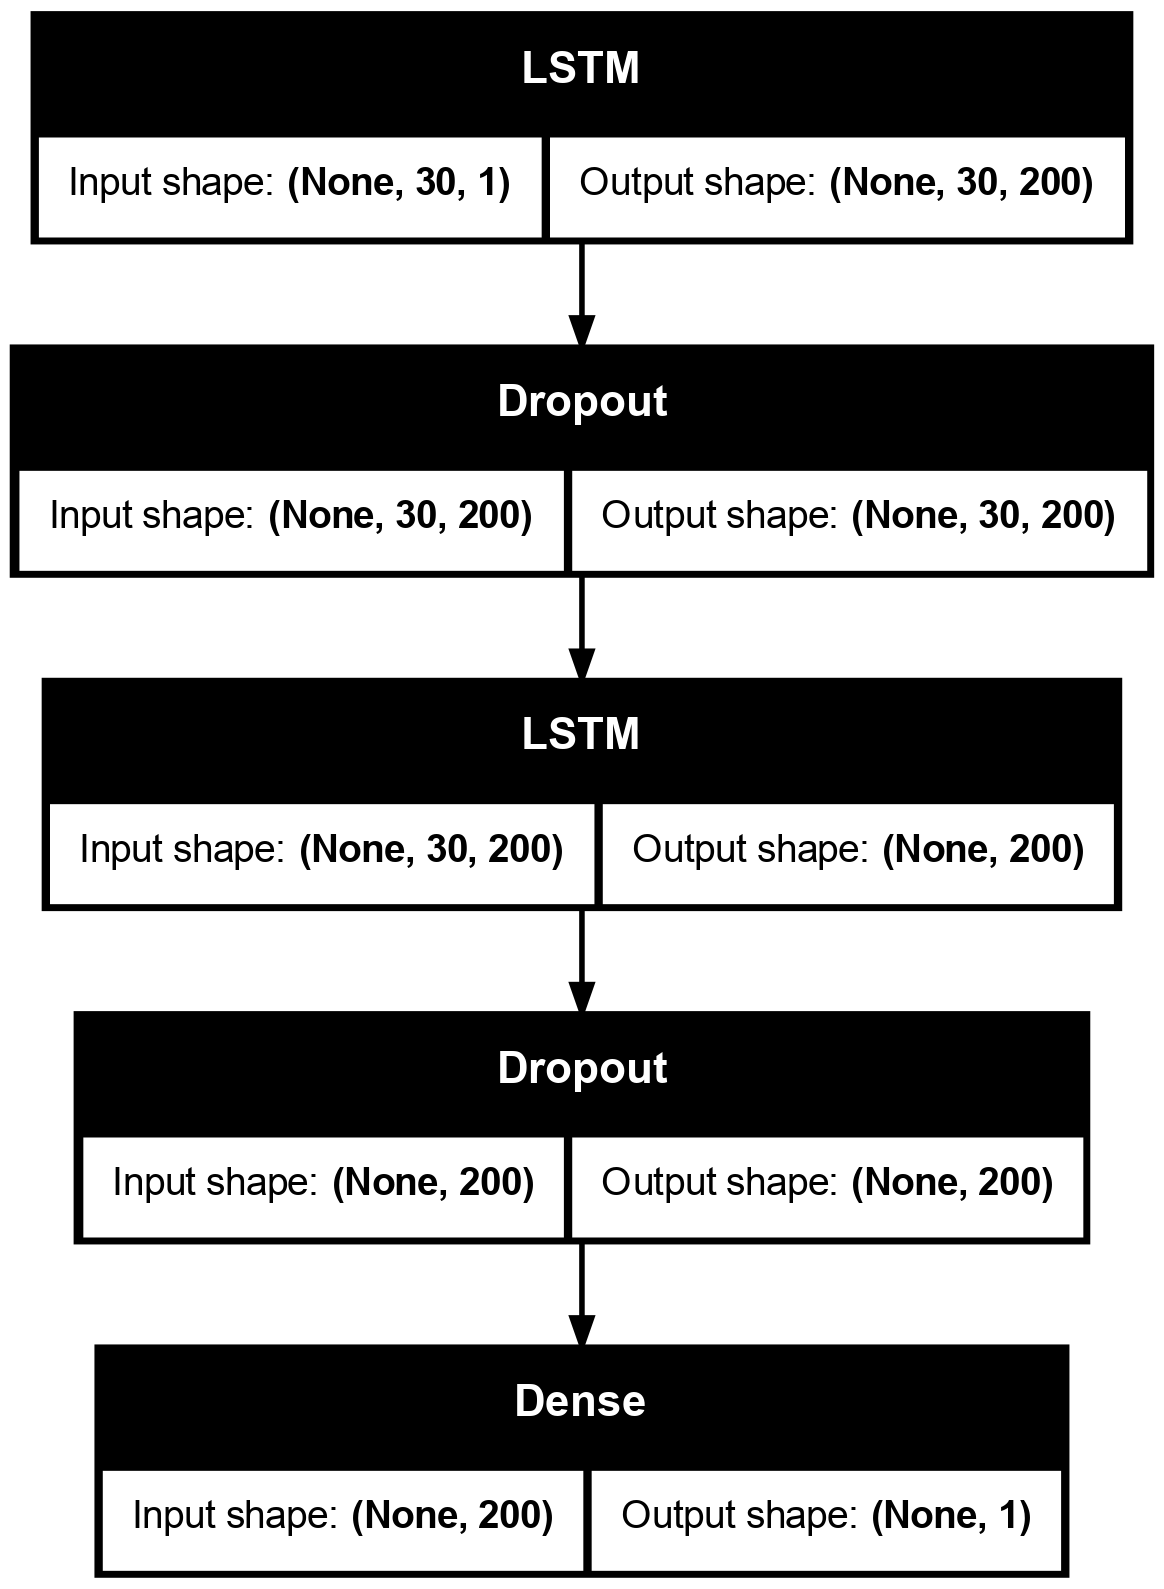 LSTM
Input shape: (None, 30, 1) Output shape: (None, 30, 200)
Dropout
Input shape: (None, 30, 200) Output shape: (None, 30, 200)
LSTM
Input shape: (None, 30, 200) Output shape: (None, 200)
Dropout
Input shape: (None, 200) Output shape: (None, 200)
Dense
Input shape: (None, 200) Output shape: (None, 1)